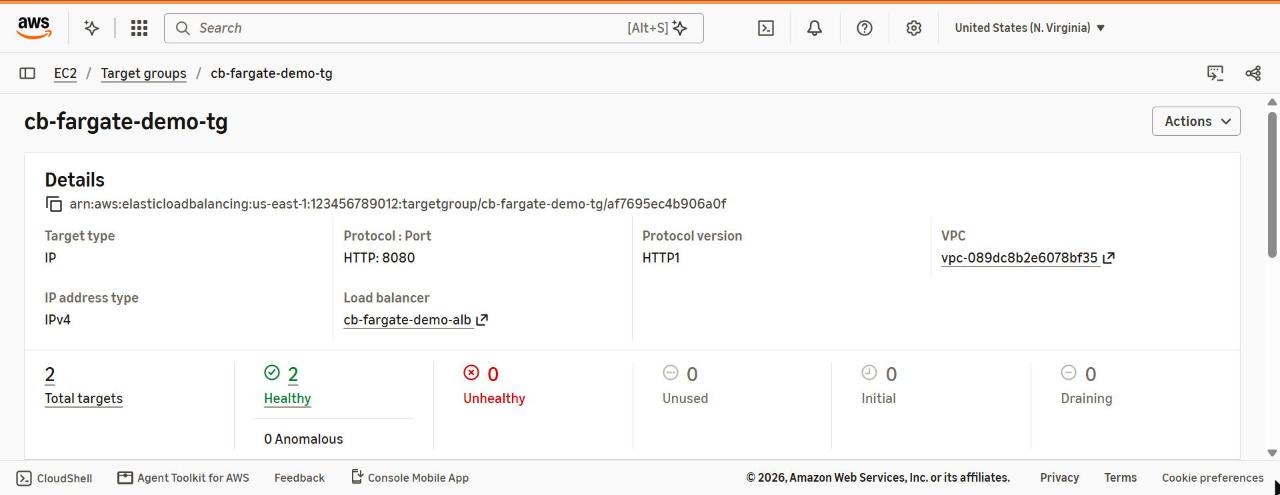 aws
Search [Alt+S]
United States (N. Virginia)
EC2 / Target groups / cb-fargate-demo-tg
cb-fargate-demo-tg
Actions
Details
arn:aws:elasticloadbalancing:us-east-1:123456789012:targetgroup/cb-fargate-demo-tg/af7695ec4b906a0f
Target type
IP
Protocol : Port
HTTP: 8080
Protocol version
HTTP1
VPC
vpc-089dc8b2e6078bf35
IP address type
IPv4
Load balancer
cb-fargate-demo-alb
2
Total targets
2
Healthy
0 Anomalous
0
Unhealthy
0
Unused
0
Initial
0
Draining
CloudShell Agent Toolkit for AWS Feedback Console Mobile App © 2026, Amazon Web Services, Inc. or its affiliates. Privacy Terms Cookie preferences